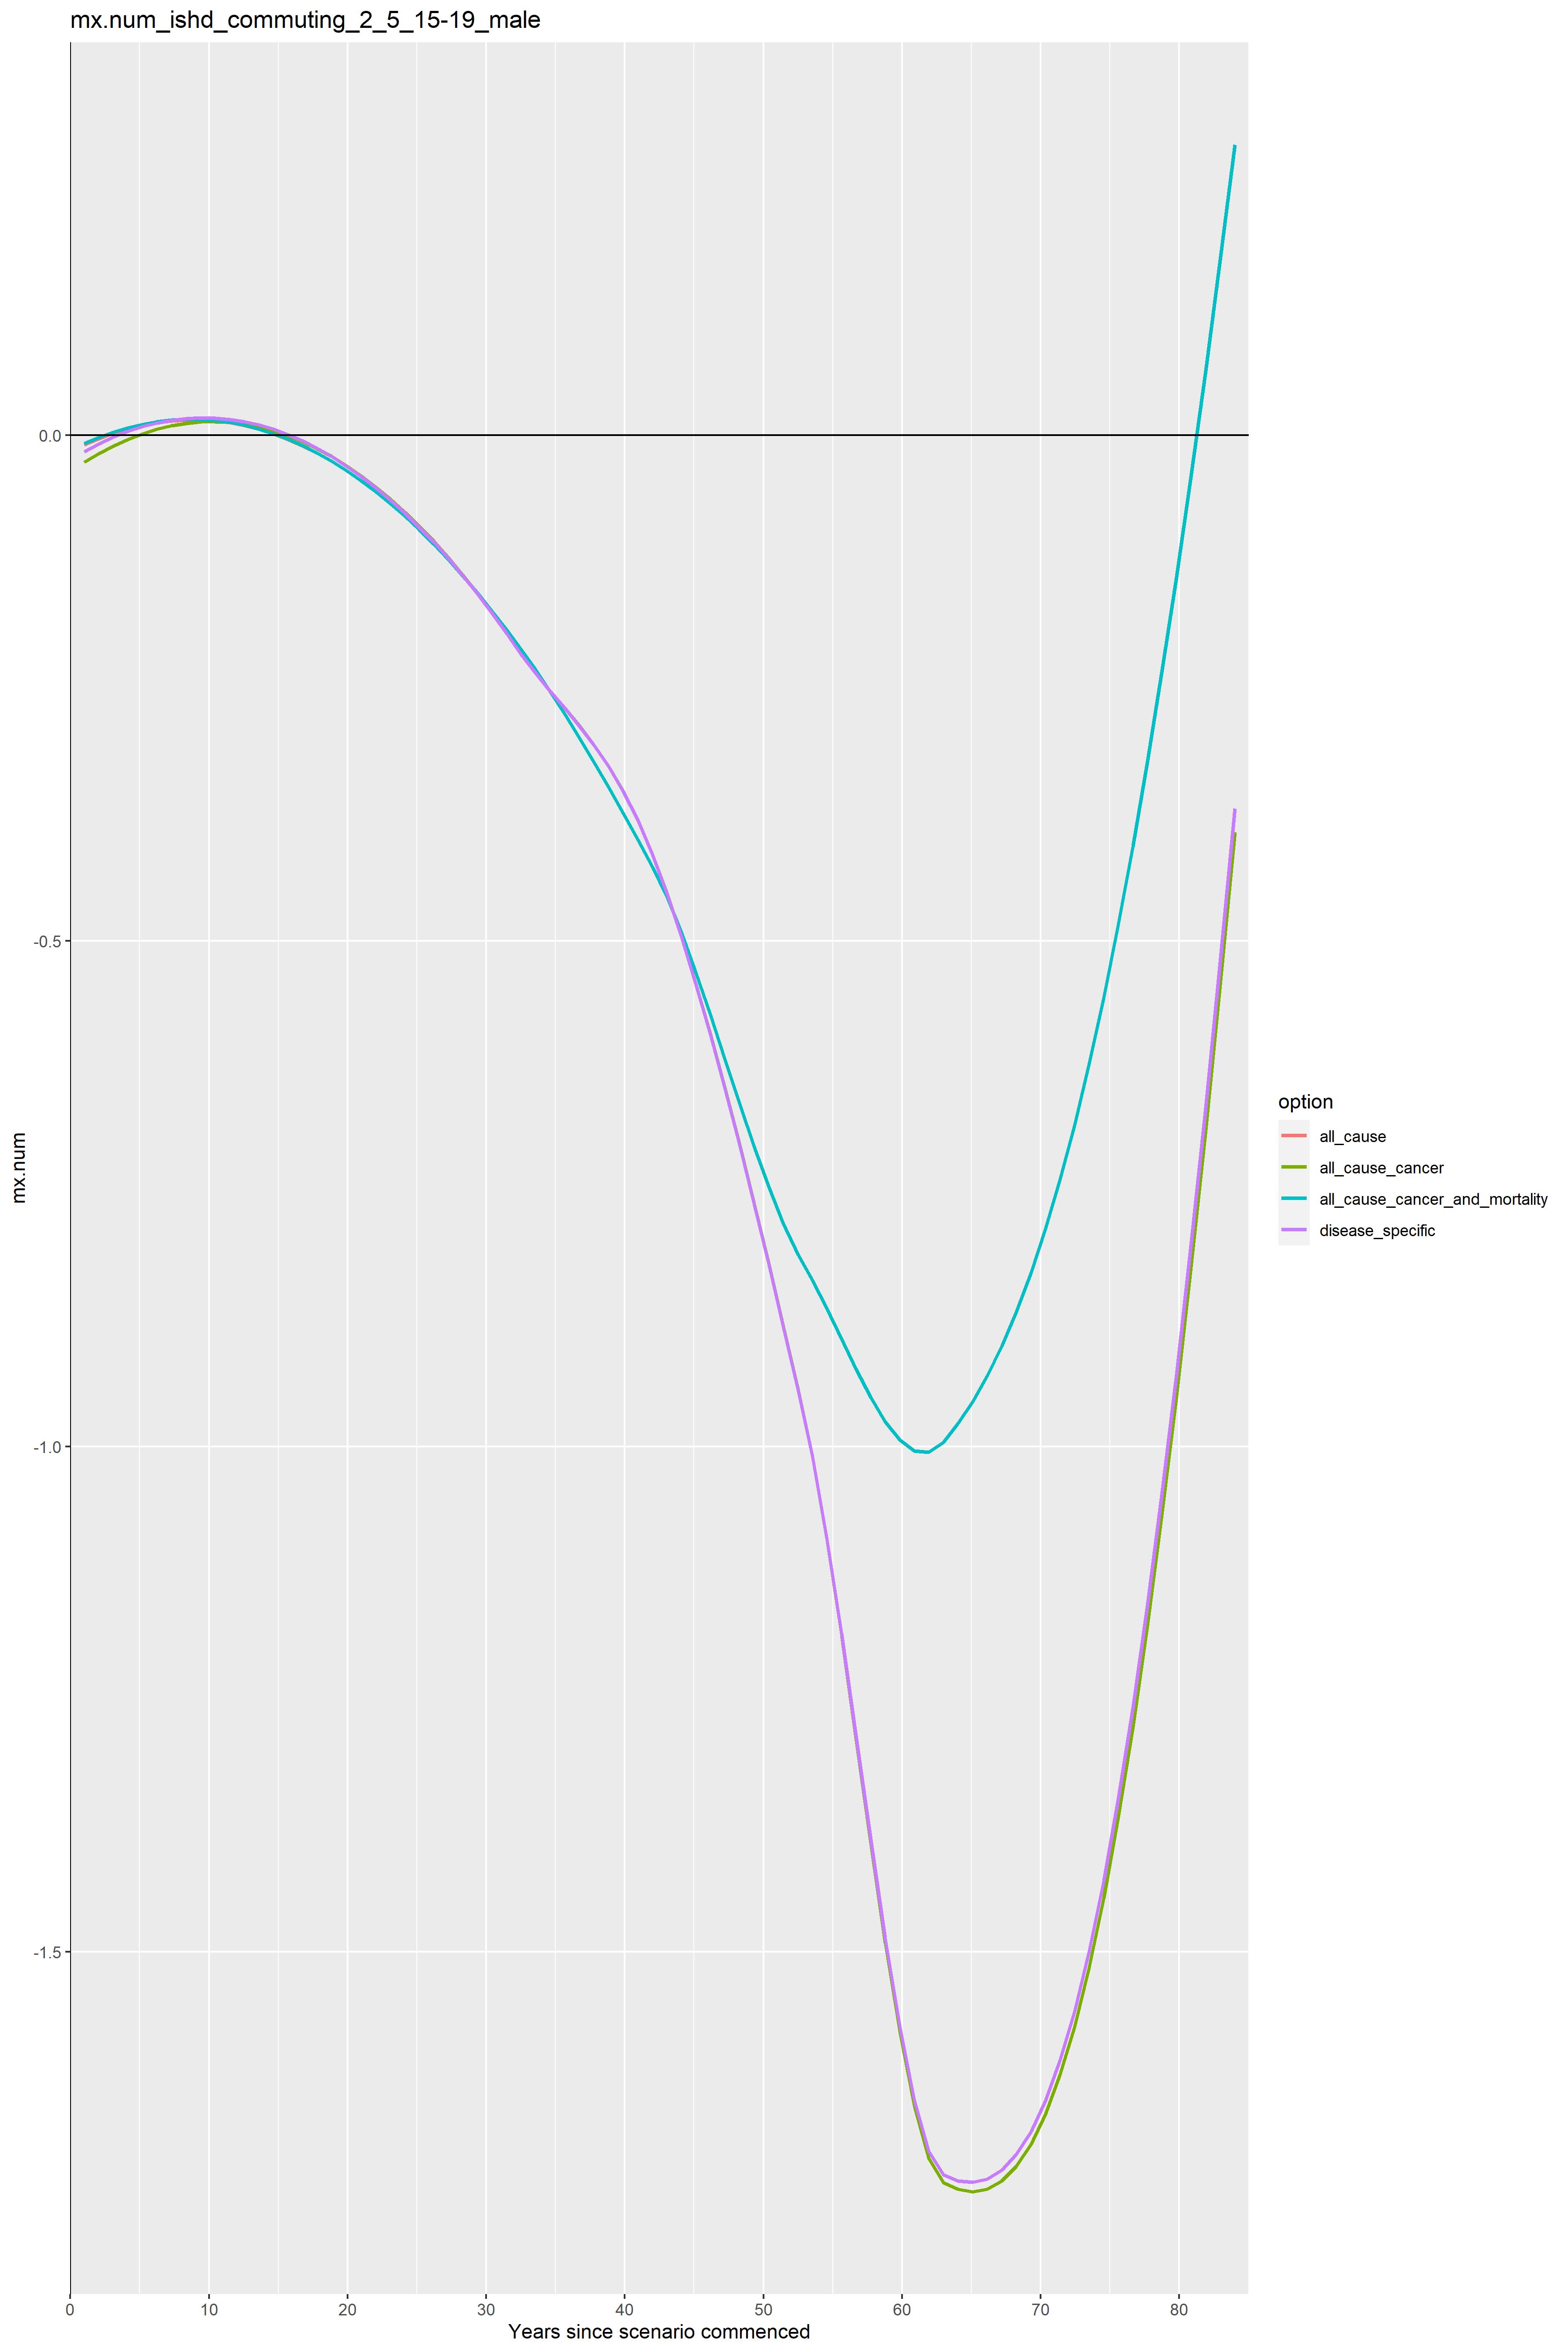 mx.num_ishd_commuting_2_5_15-19_male
0.0
-0.5
-1.0
-1.5
mx.num
0 10 20 30 40 50 60 70 80
Years since scenario commenced
option
all_cause
all_cause_cancer
all_cause_cancer_and_mortality
disease_specific